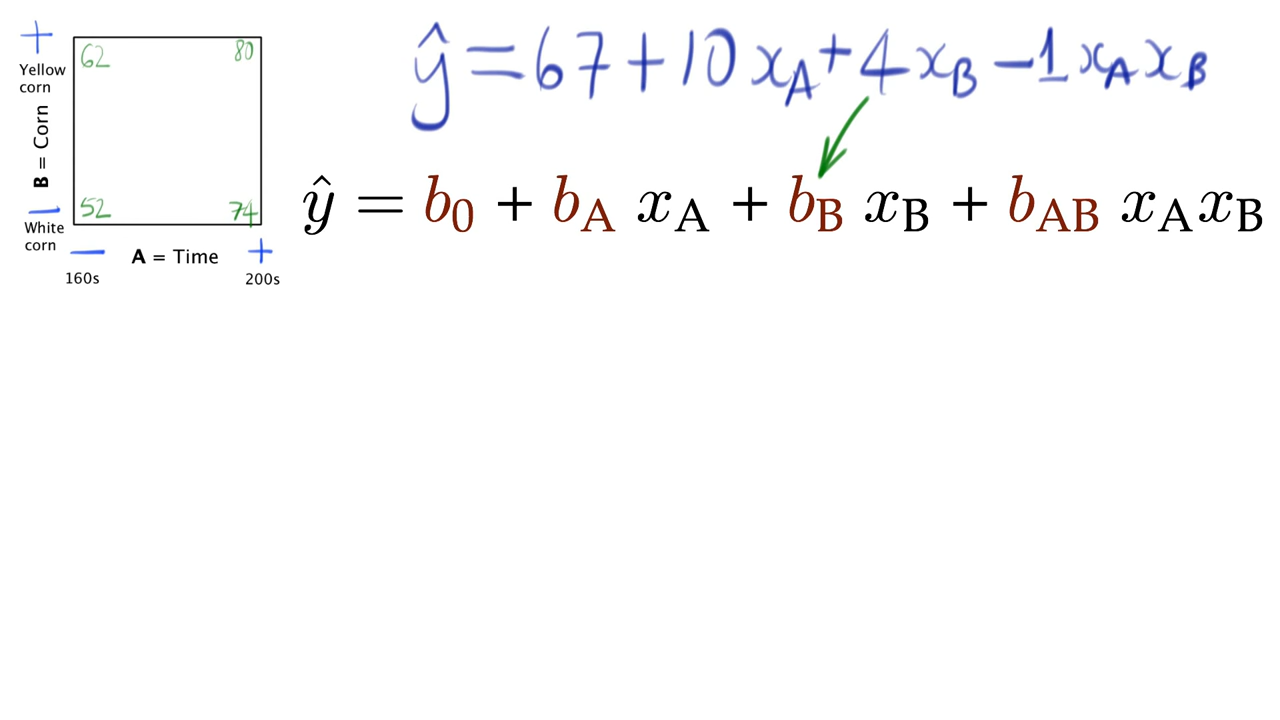 +
62 80
Yellow
corn
B = Corn
52 74
−
White
corn
− A = Time +
160s 200s
ŷ = 67 + 10 x_A + 4 x_B − 1 x_A x_B
ŷ = b_0 + b_A x_A + b_B x_B + b_AB x_A x_B